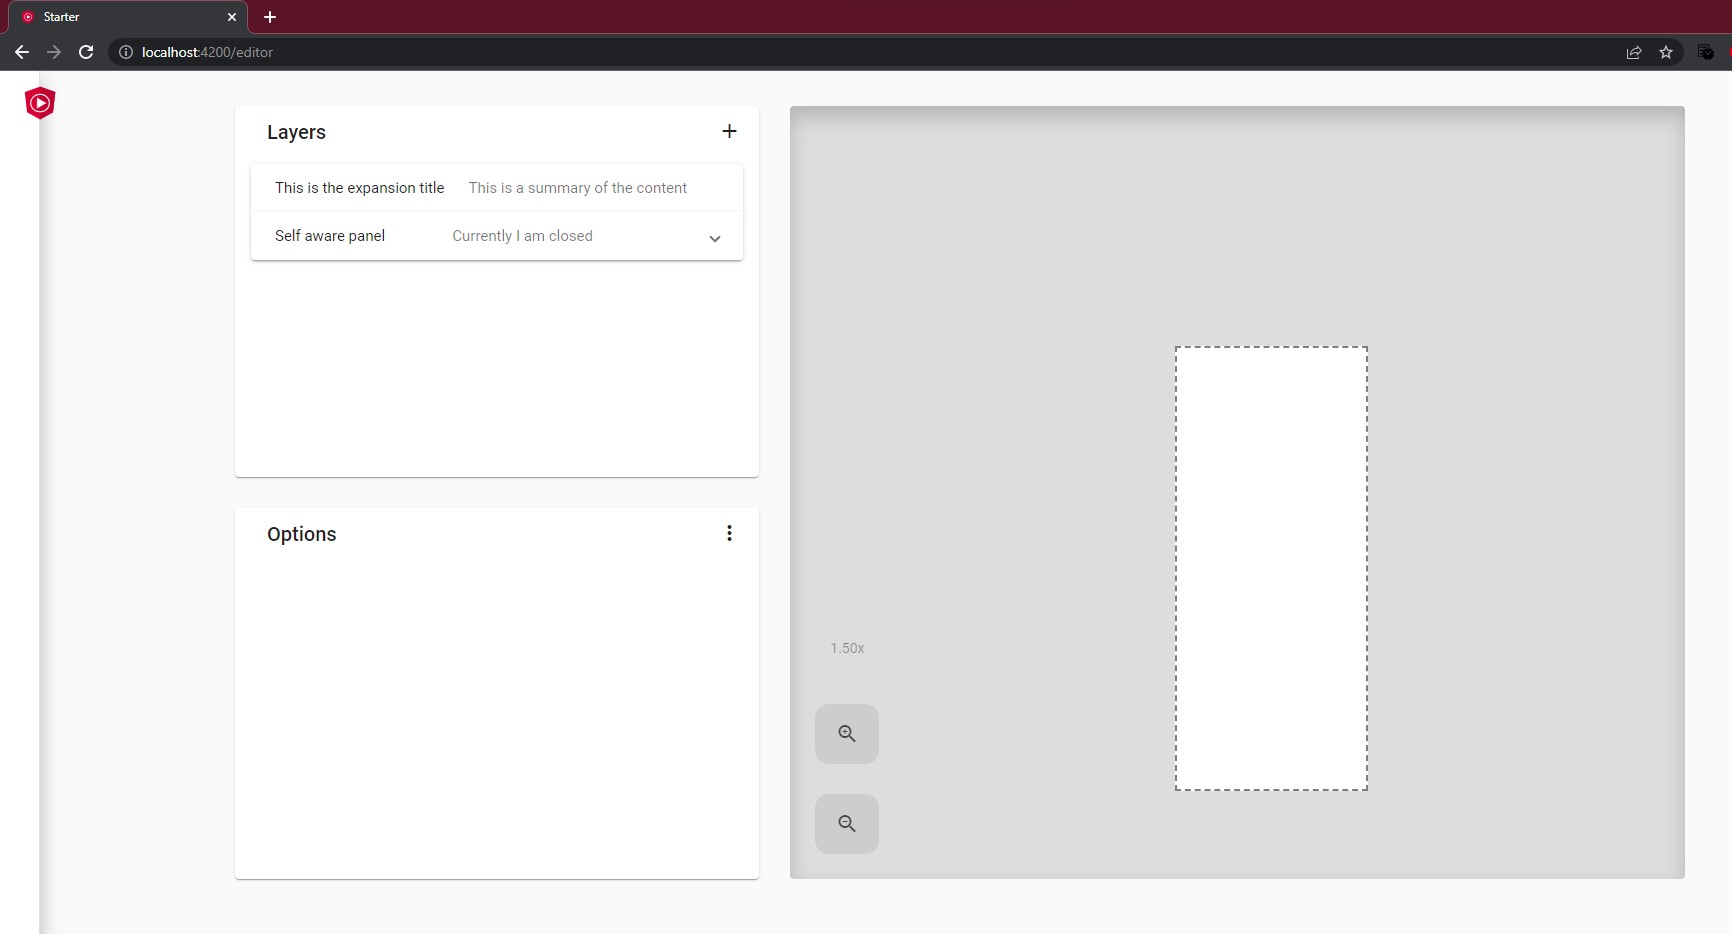 Starter
localhost:4200/editor
Layers
This is the expansion title This is a summary of the content
Self aware panel Currently I am closed
Options
1.50x